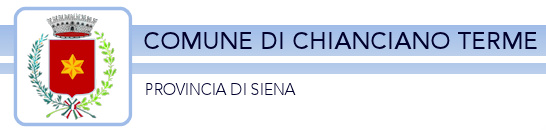 COMUNE DI CHIANCIANO TERME
PROVINCIA DI SIENA